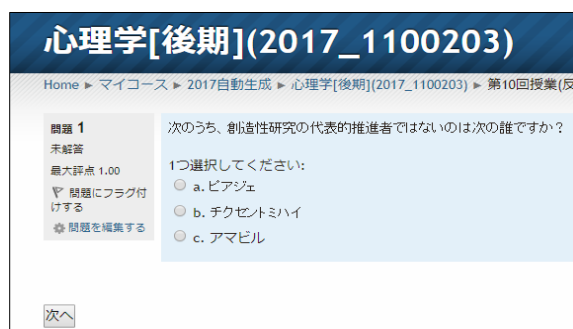 心理学[後期](2017_1100203)
Home ► マイコース ► 2017自動生成 ► 心理学[後期](2017_1100203) ► 第10回授業(反
問題 1
未解答
最大評点 1.00
問題にフラグ付
けする
問題を編集する
次のうち、創造性研究の代表的推進者ではないのは次の誰ですか？
1つ選択してください:
a. ピアジェ
b. チクセントミハイ
c. アマビル
次へ